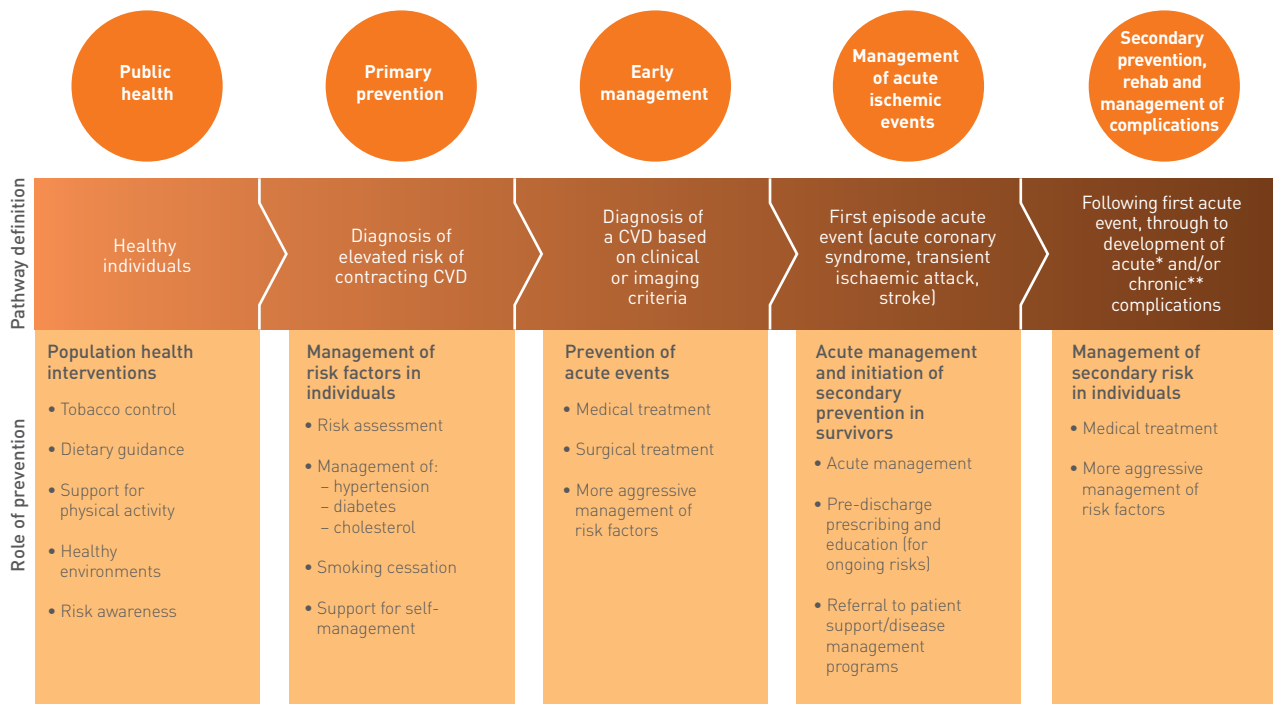 Public
health
Primary
prevention
Early
management
Management
of acute
ischemic
events
Secondary
prevention,
rehab and
management of
complications
Pathway definition
Healthy
individuals
Diagnosis of
elevated risk of
contracting CVD
Diagnosis of
a CVD based
on clinical
or imaging
criteria
First episode acute
event (acute coronary
syndrome, transient
ischaemic attack,
stroke)
Following first acute
event, through to
development of
acute* and/or
chronic**
complications
Role of prevention
Population health
interventions
• Tobacco control
• Dietary guidance
• Support for
physical activity
• Healthy
environments
• Risk awareness
Management of
risk factors in
individuals
• Risk assessment
• Management of:
– hypertension
– diabetes
– cholesterol
• Smoking cessation
• Support for self-
management
Prevention of
acute events
• Medical treatment
• Surgical treatment
• More aggressive
management of
risk factors
Acute management
and initiation of
secondary
prevention in
survivors
• Acute management
• Pre-discharge
prescribing and
education (for
ongoing risks)
• Referral to patient
support/disease
management
programs
Management of
secondary risk
in individuals
• Medical treatment
• More aggressive
management of
risk factors